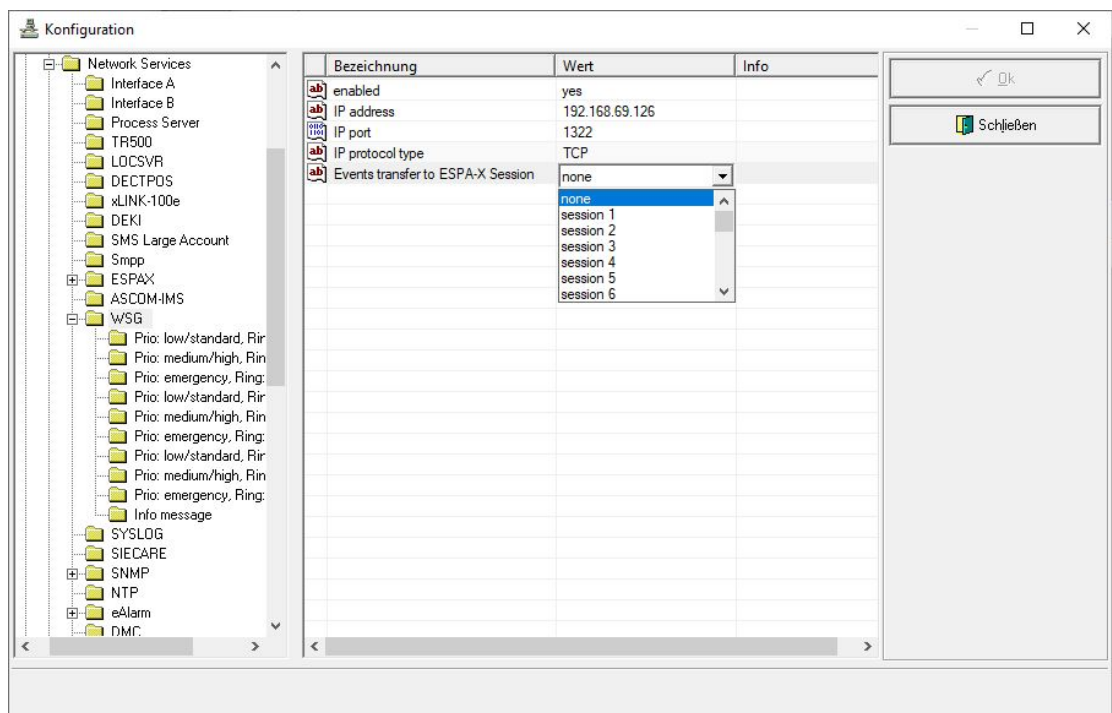 Konfiguration
Network Services
Interface A
Interface B
Process Server
TR500
LOCSVR
DECTPOS
xLINK-100e
DEKI
SMS Large Account
Smpp
ESPAX
ASCOM-IMS
WSG
Prio: low/standard, Rir
Prio: medium/high, Rin
Prio: emergency, Ring:
Prio: low/standard, Rir
Prio: medium/high, Rin
Prio: emergency, Ring:
Prio: low/standard, Rir
Prio: medium/high, Rin
Prio: emergency, Ring:
Info message
SYSLOG
SIECARE
SNMP
NTP
eAlarm
DMC
Bezeichnung Wert Info
enabled yes
IP address 192.168.69.126
IP port 1322
IP protocol type TCP
Events transfer to ESPA-X Session none
none
session 1
session 2
session 3
session 4
session 5
session 6
Ok
Schließen